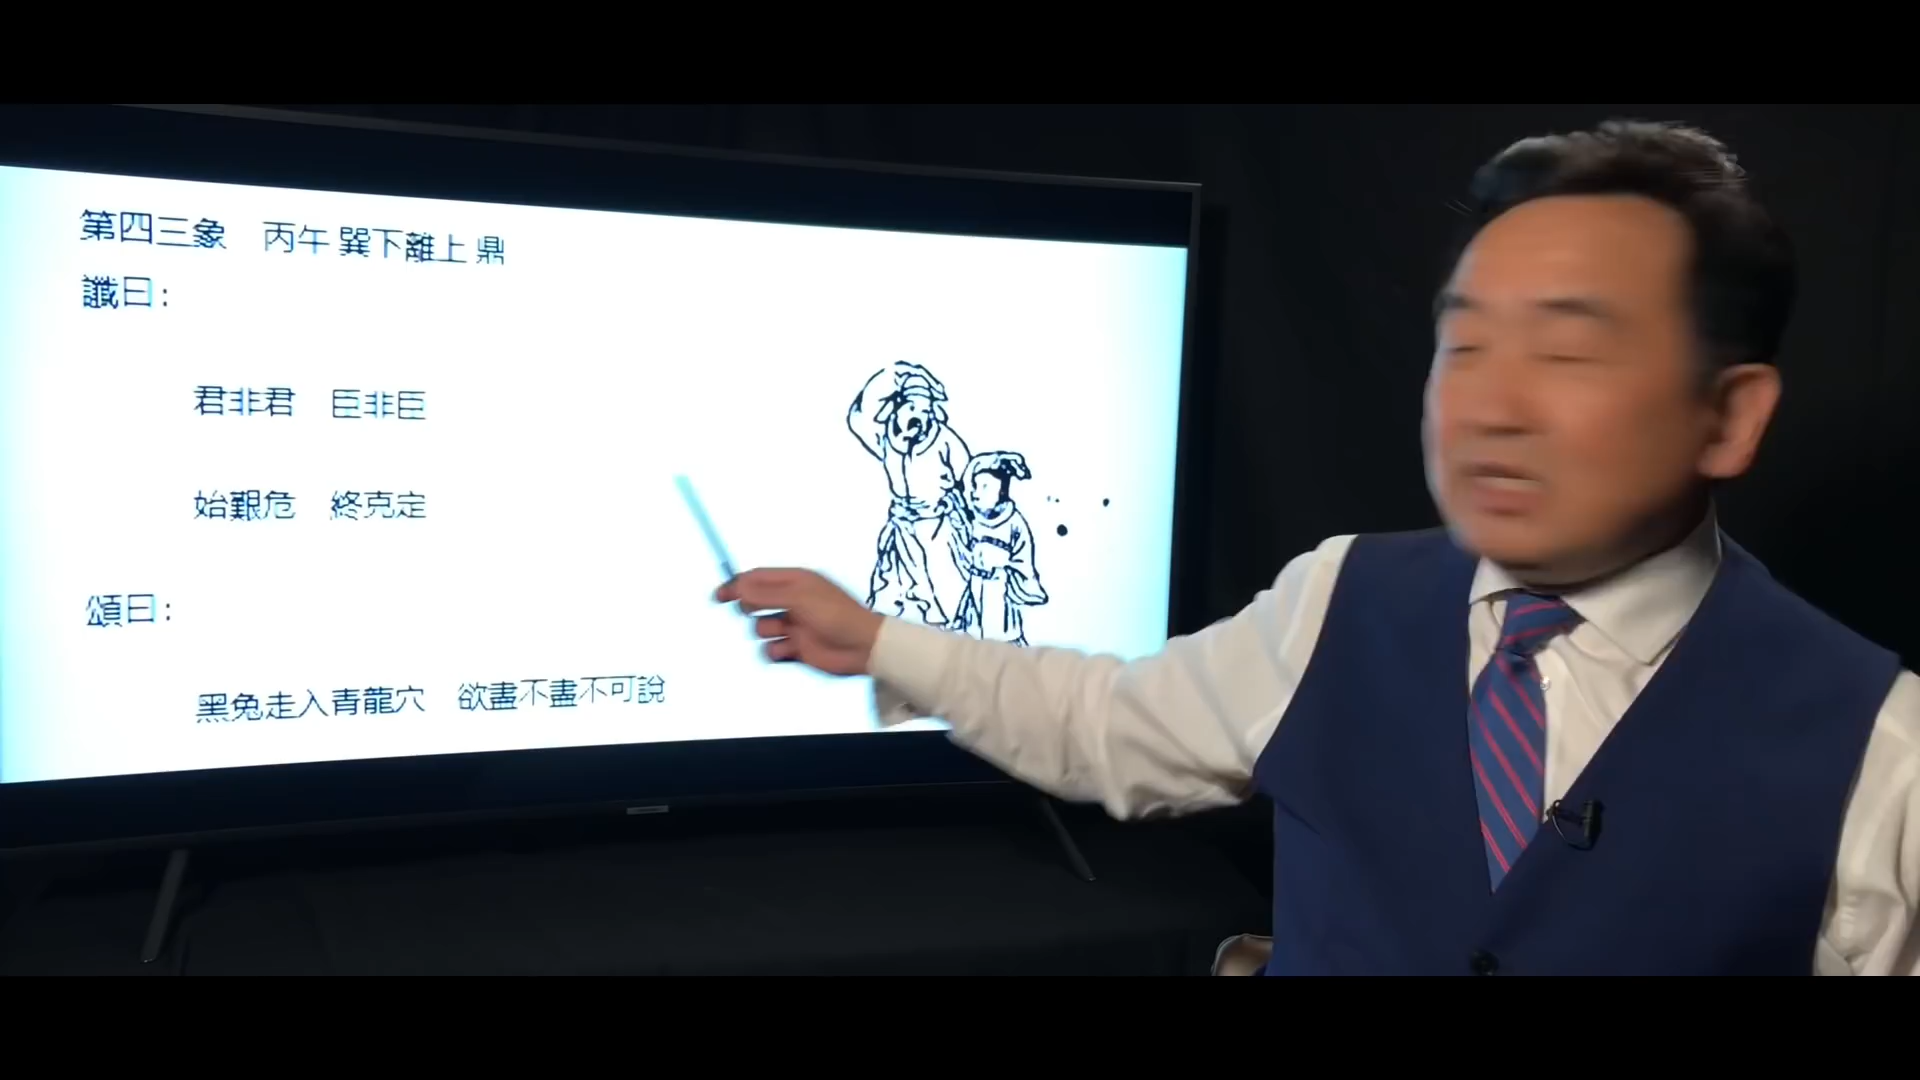 第四三象 丙午 巽下離上 鼎
讖曰:
君非君 臣非臣
始艱危 終克定
頌曰:
黑兔走入青龍穴 欲盡不盡不可說